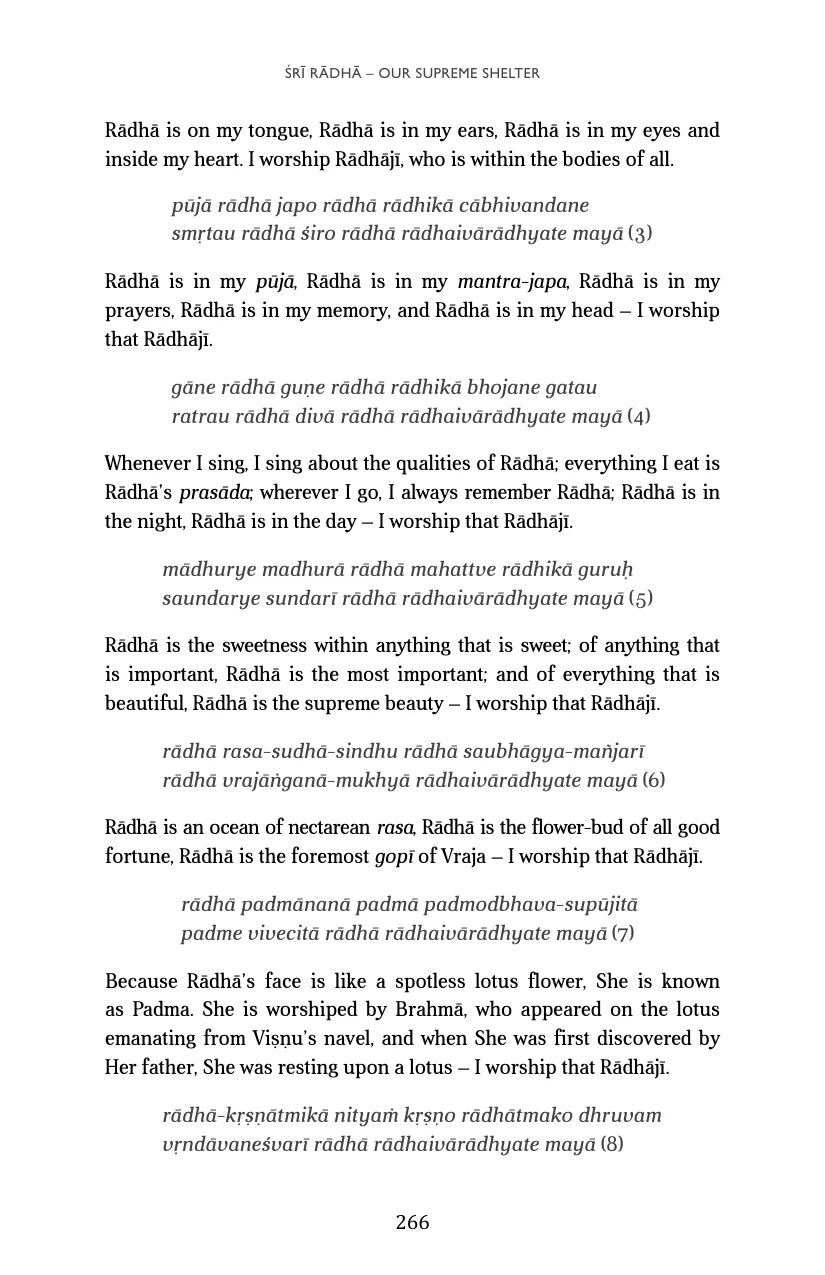 ŚRĪ RĀDHĀ – OUR SUPREME SHELTER
Rādhā is on my tongue, Rādhā is in my ears, Rādhā is in my eyes and
inside my heart. I worship Rādhājī, who is within the bodies of all.
pūjā rādhā japo rādhā rādhikā cābhivandane
smṛtau rādhā śiro rādhā rādhaivārādhyate mayā (3)
Rādhā is in my pūjā, Rādhā is in my mantra-japa, Rādhā is in my
prayers, Rādhā is in my memory, and Rādhā is in my head – I worship
that Rādhājī.
gāne rādhā guṇe rādhā rādhikā bhojane gatau
ratrau rādhā divā rādhā rādhaivārādhyate mayā (4)
Whenever I sing, I sing about the qualities of Rādhā; everything I eat is
Rādhā’s prasāda; wherever I go, I always remember Rādhā; Rādhā is in
the night, Rādhā is in the day – I worship that Rādhājī.
mādhurye madhurā rādhā mahattve rādhikā guruḥ
saundarye sundarī rādhā rādhaivārādhyate mayā (5)
Rādhā is the sweetness within anything that is sweet; of anything that
is important, Rādhā is the most important; and of everything that is
beautiful, Rādhā is the supreme beauty – I worship that Rādhājī.
rādhā rasa-sudhā-sindhu rādhā saubhāgya-mañjarī
rādhā vrajāṅganā-mukhyā rādhaivārādhyate mayā (6)
Rādhā is an ocean of nectarean rasa, Rādhā is the flower-bud of all good
fortune, Rādhā is the foremost gopī of Vraja – I worship that Rādhājī.
rādhā padmānanā padmā padmodbhava-supūjitā
padme vivecitā rādhā rādhaivārādhyate mayā (7)
Because Rādhā’s face is like a spotless lotus flower, She is known
as Padma. She is worshiped by Brahmā, who appeared on the lotus
emanating from Viṣṇu’s navel, and when She was first discovered by
Her father, She was resting upon a lotus – I worship that Rādhājī.
rādhā-kṛṣṇātmikā nityaṁ kṛṣṇo rādhātmako dhruvam
vṛndāvaneśvarī rādhā rādhaivārādhyate mayā (8)
266